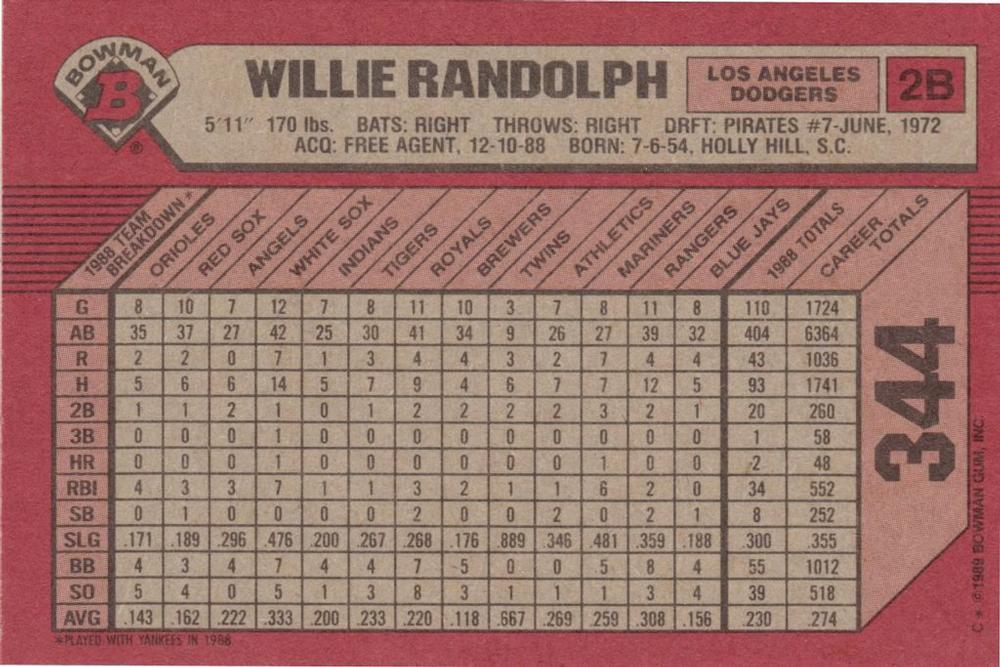 BOWMAN
B
®
WILLIE RANDOLPH
LOS ANGELES
DODGERS
2B
5'11" 170 lbs. BATS: RIGHT THROWS: RIGHT DRFT: PIRATES #7-JUNE, 1972
ACQ: FREE AGENT, 12-10-88 BORN: 7-6-54, HOLLY HILL, S.C.
1988 TEAM BREAKDOWN* ORIOLES RED SOX ANGELS WHITE SOX INDIANS TIGERS ROYALS BREWERS TWINS ATHLETICS MARINERS RANGERS BLUE JAYS 1988 TOTALS CAREER TOTALS
G 8 10 7 12 7 8 11 10 3 7 8 11 8 110 1724
AB 35 37 27 42 25 30 41 34 9 26 27 39 32 404 6364
R 2 2 0 7 1 3 4 4 3 2 7 4 4 43 1036
H 5 6 6 14 5 7 9 4 6 7 7 12 5 93 1741
2B 1 1 2 1 0 1 2 2 2 2 3 2 1 20 260
3B 0 0 0 1 0 0 0 0 0 0 0 0 0 1 58
HR 0 0 0 1 0 0 0 0 0 0 1 0 0 2 48
RBI 4 3 3 7 1 1 3 2 1 1 6 2 0 34 552
SB 0 1 0 0 0 0 2 0 0 2 0 2 1 8 252
SLG .171 .189 .296 .476 .200 .267 .268 .176 .889 .346 .481 .359 .188 .300 .355
BB 4 3 4 7 4 4 7 5 0 0 5 8 4 55 1012
SO 5 4 0 5 1 3 8 3 1 1 1 3 4 39 518
AVG .143 .162 .222 .333 .200 .233 .220 .118 .667 .269 .259 .308 .156 .230 .274
*PLAYED WITH YANKEES IN 1988
344
C* © 1989 BOWMAN GUM, INC.